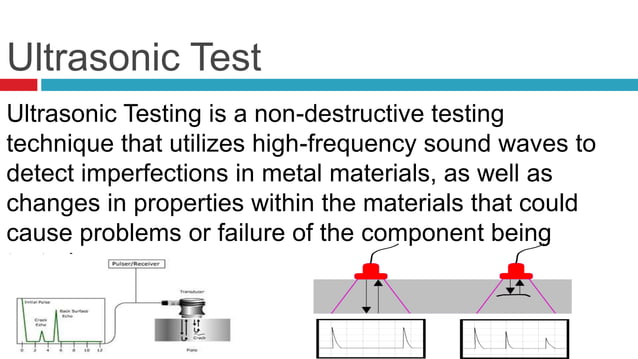 Ultrasonic Test
Ultrasonic Testing is a non-destructive testing
technique that utilizes high-frequency sound waves to
detect imperfections in metal materials, as well as
changes in properties within the materials that could
cause problems or failure of the component being
Pulser/Receiver
Initial Pulse
Back Surface
Echo
Crack
Echo
0 2 4 6 8 10 12
Transducer
Crack
Plate